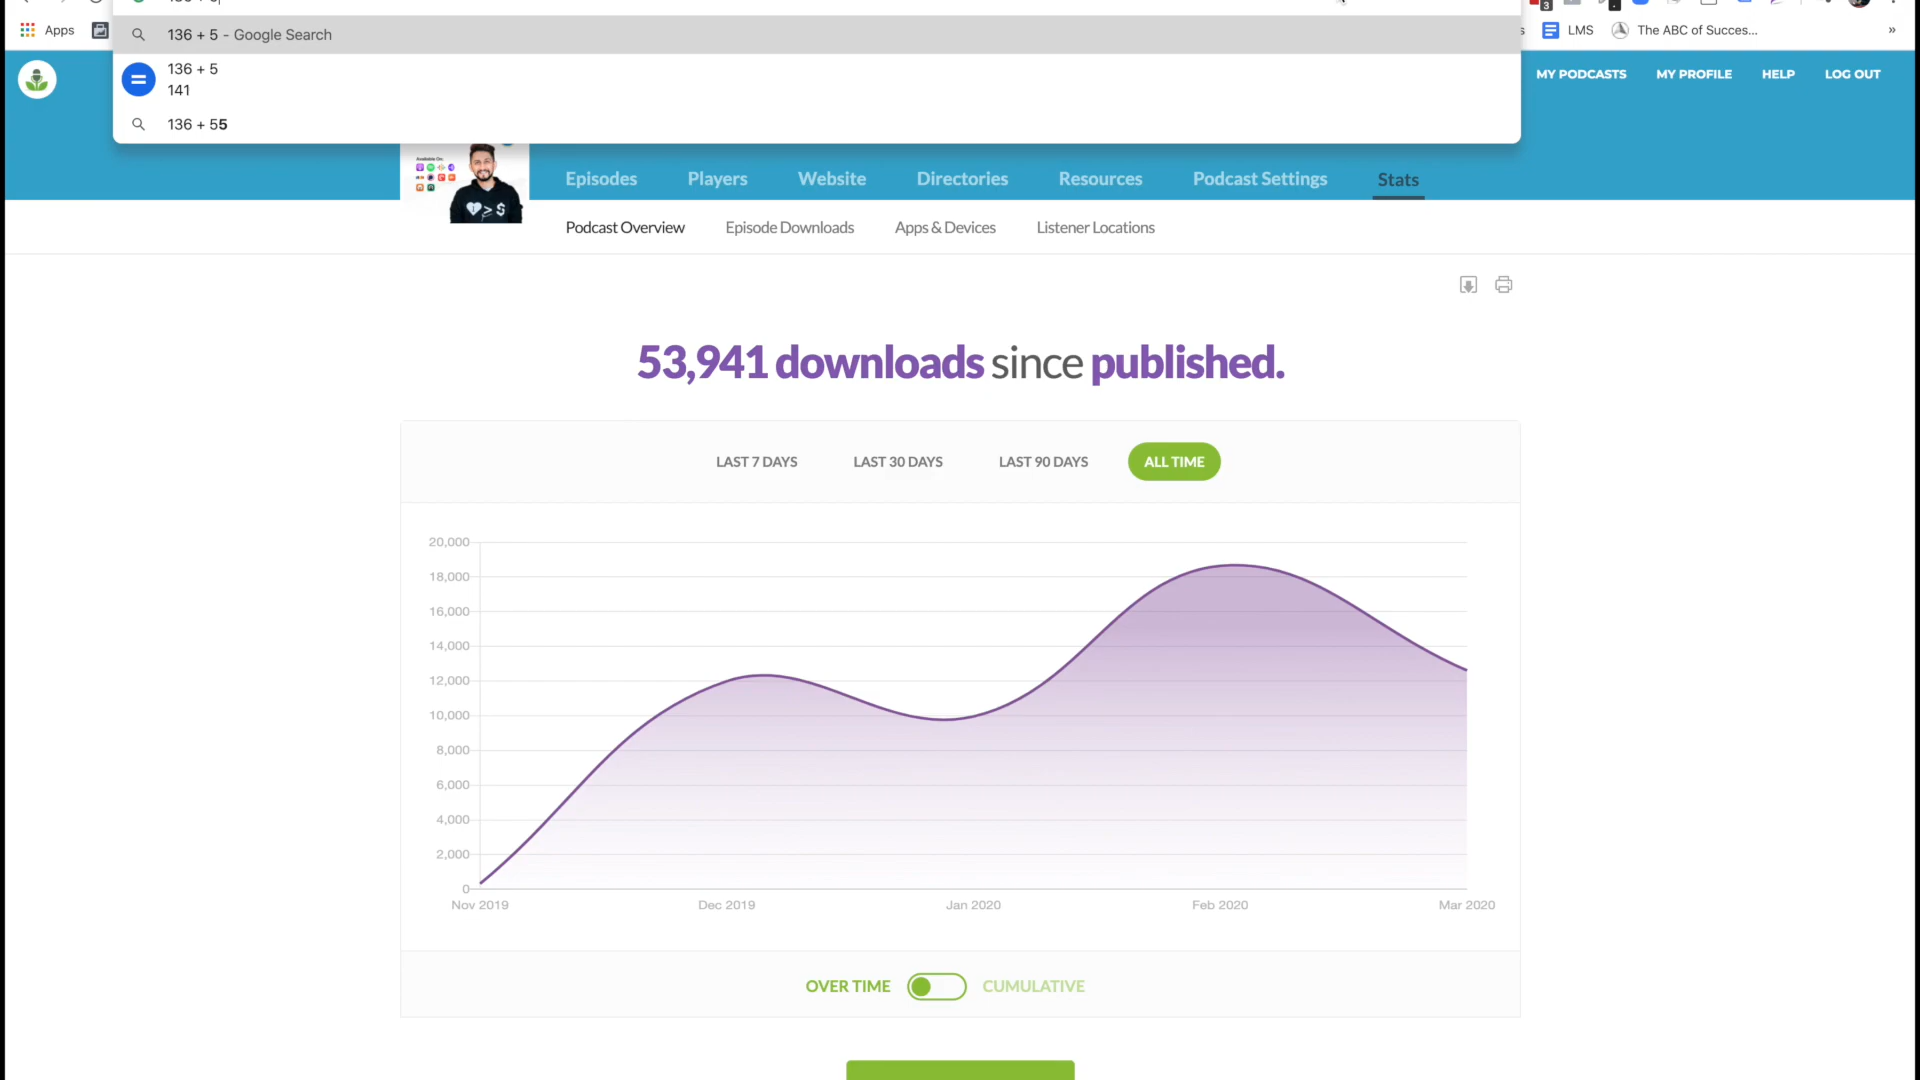 3
Apps
136 + 5 - Google Search
136 + 5
141
136 + 55
LMS
The ABC of Succes...
»
MY PODCASTS
MY PROFILE
HELP
LOG OUT
Available On:
I > $
Episodes
Players
Website
Directories
Resources
Podcast Settings
Stats
Podcast Overview
Episode Downloads
Apps & Devices
Listener Locations
53,941 downloads since published.
LAST 7 DAYS
LAST 30 DAYS
LAST 90 DAYS
ALL TIME
20,000
18,000
16,000
14,000
12,000
10,000
8,000
6,000
4,000
2,000
0
Nov 2019
Dec 2019
Jan 2020
Feb 2020
Mar 2020
OVER TIME
CUMULATIVE